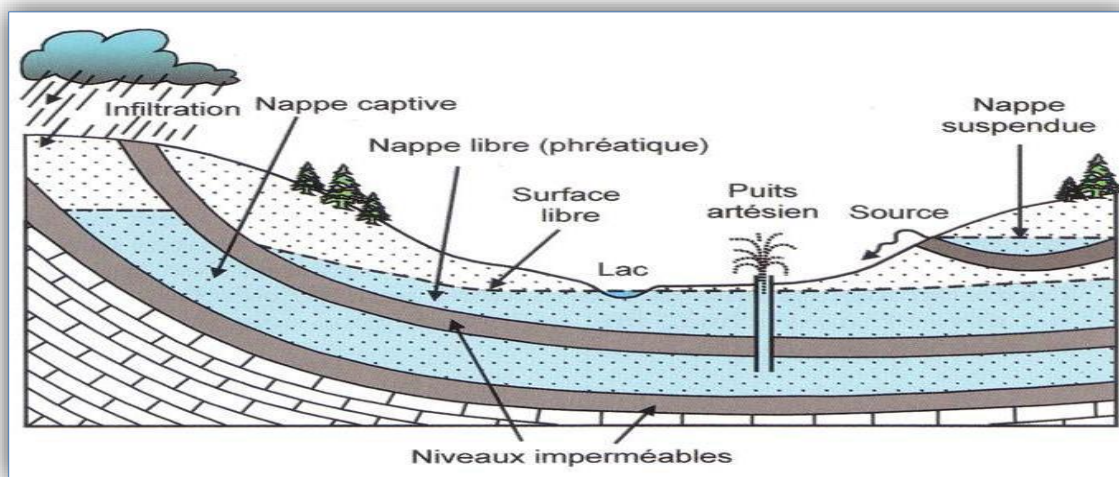 Infiltration
Nappe captive
Nappe libre (phréatique)
Surface
libre
Lac
Puits
artésien
Source
Nappe
suspendue
Niveaux imperméables